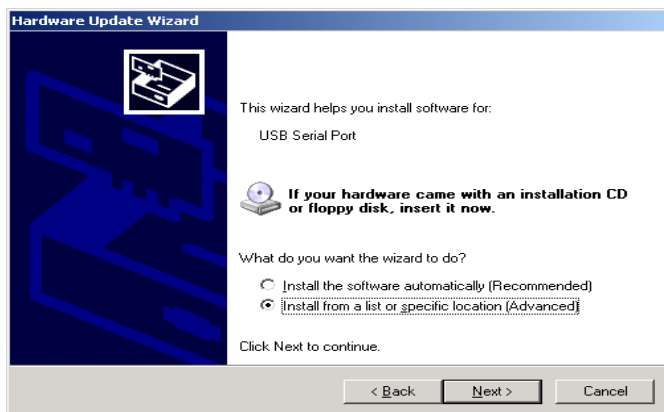 Hardware Update Wizard
This wizard helps you install software for:
USB Serial Port
If your hardware came with an installation CD
or floppy disk, insert it now.
What do you want the wizard to do?
Install the software automatically (Recommended)
Install from a list or specific location (Advanced)
Click Next to continue.
< Back
Next >
Cancel